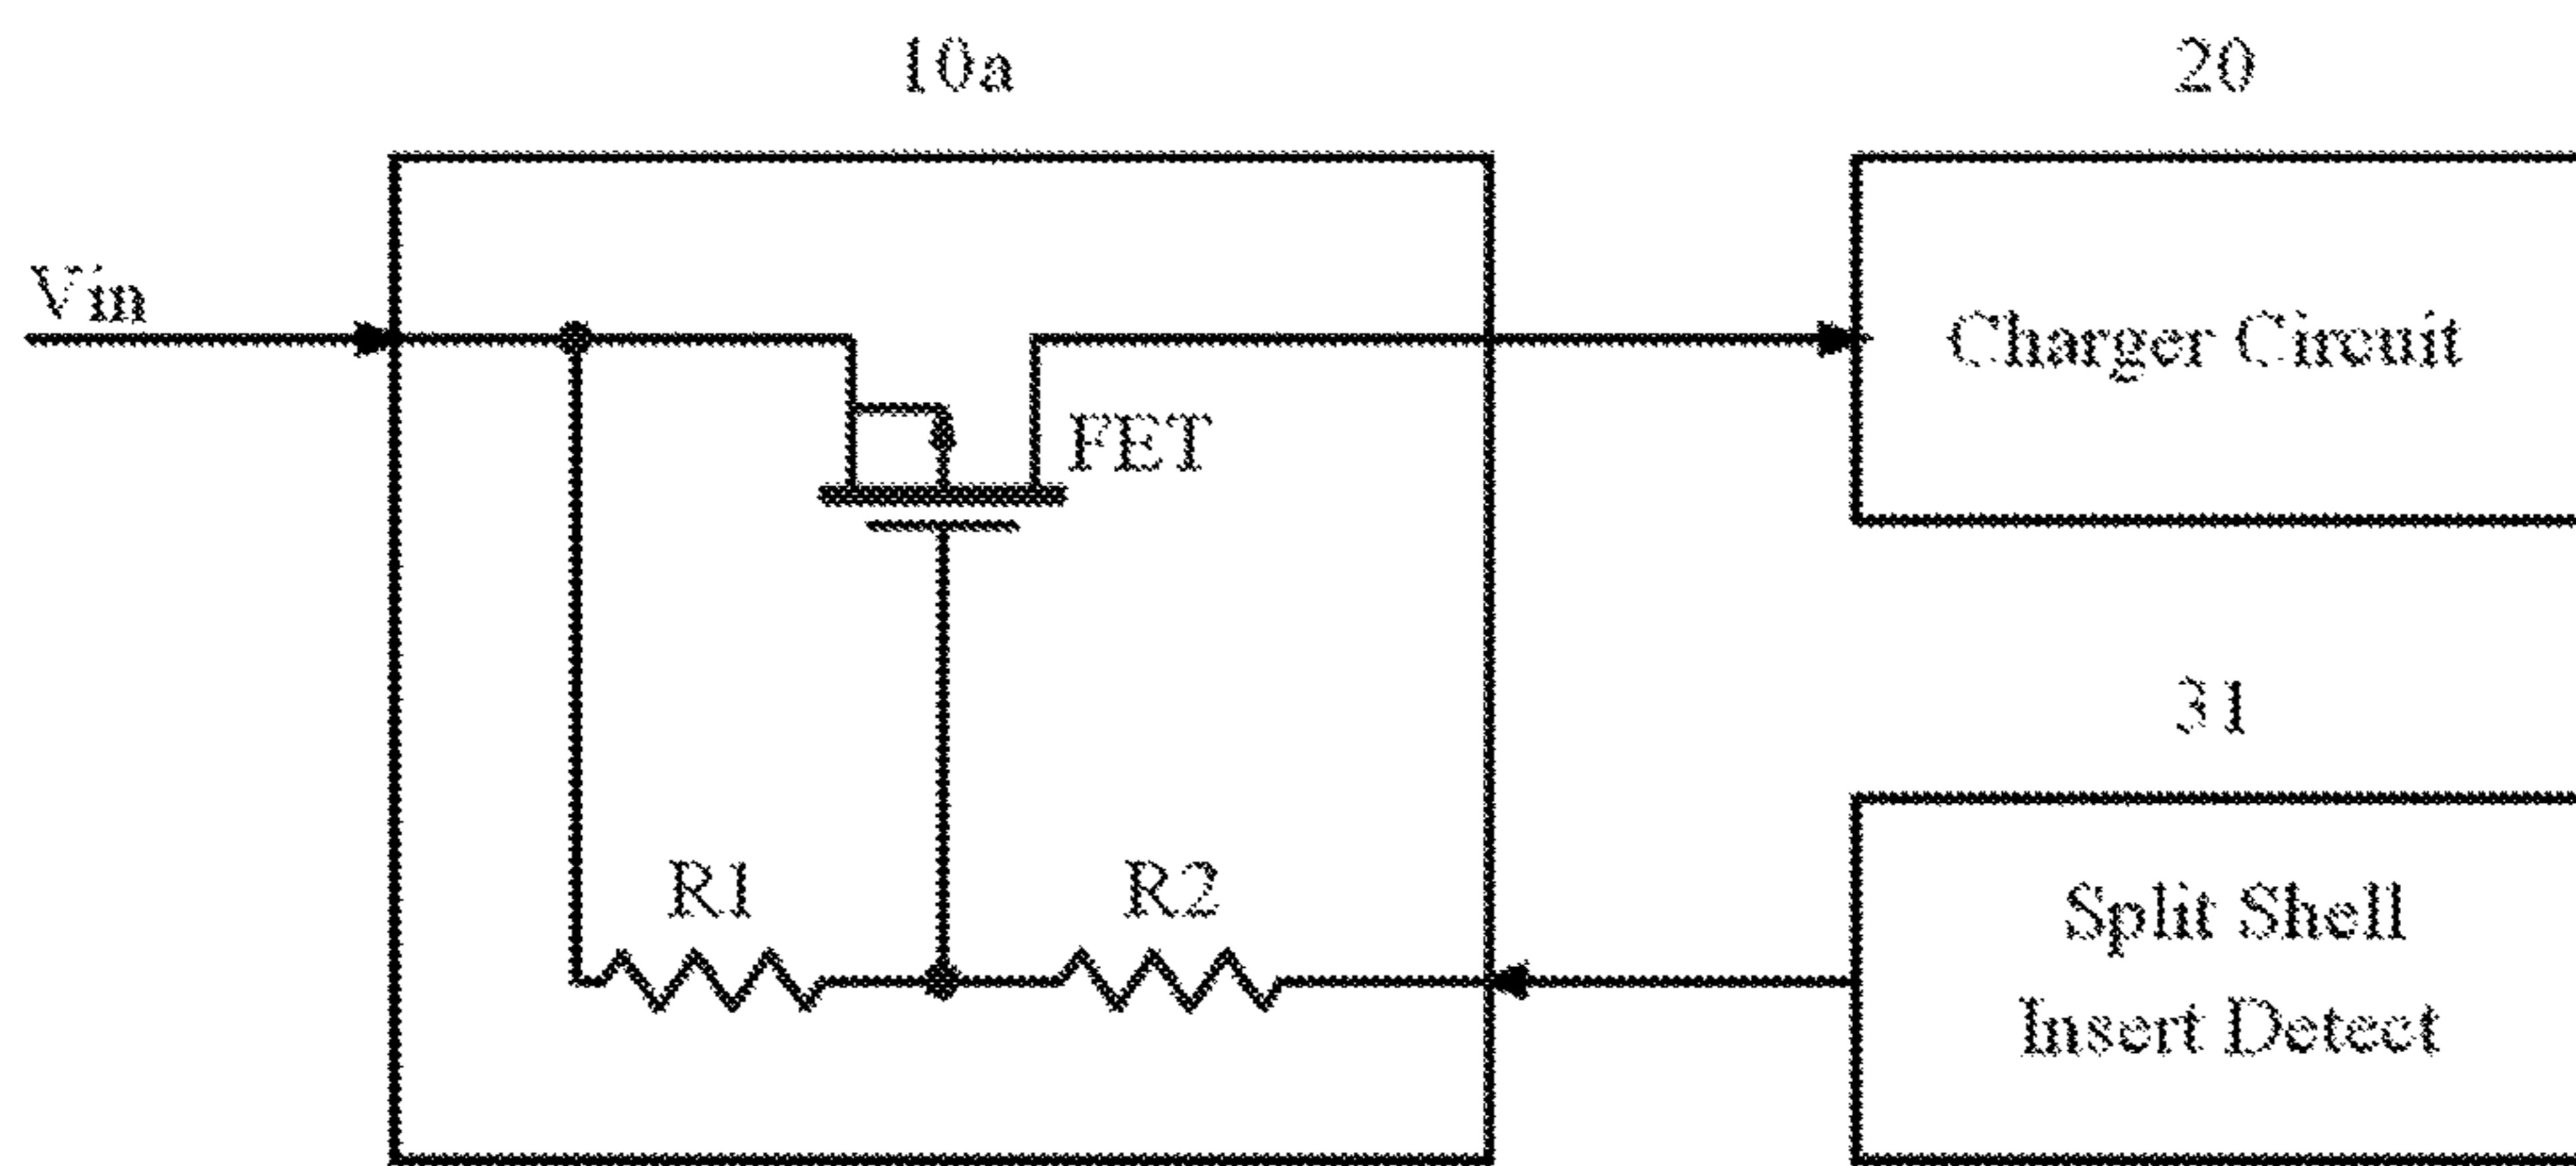 10a
20
Vin
Charger Circuit
FET
31
R1
R2
Split Shell
Insert Detect